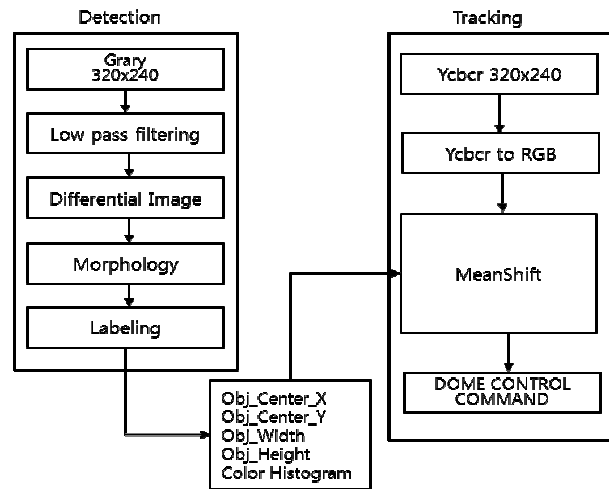 Detection
Grary
320x240
Low pass filtering
Differential Image
Morphology
Labeling
Obj_Center_X
Obj_Center_Y
Obj_Width
Obj_Height
Color Histogram
Tracking
Ycbcr 320x240
Ycbcr to RGB
MeanShift
DOME CONTROL
COMMAND